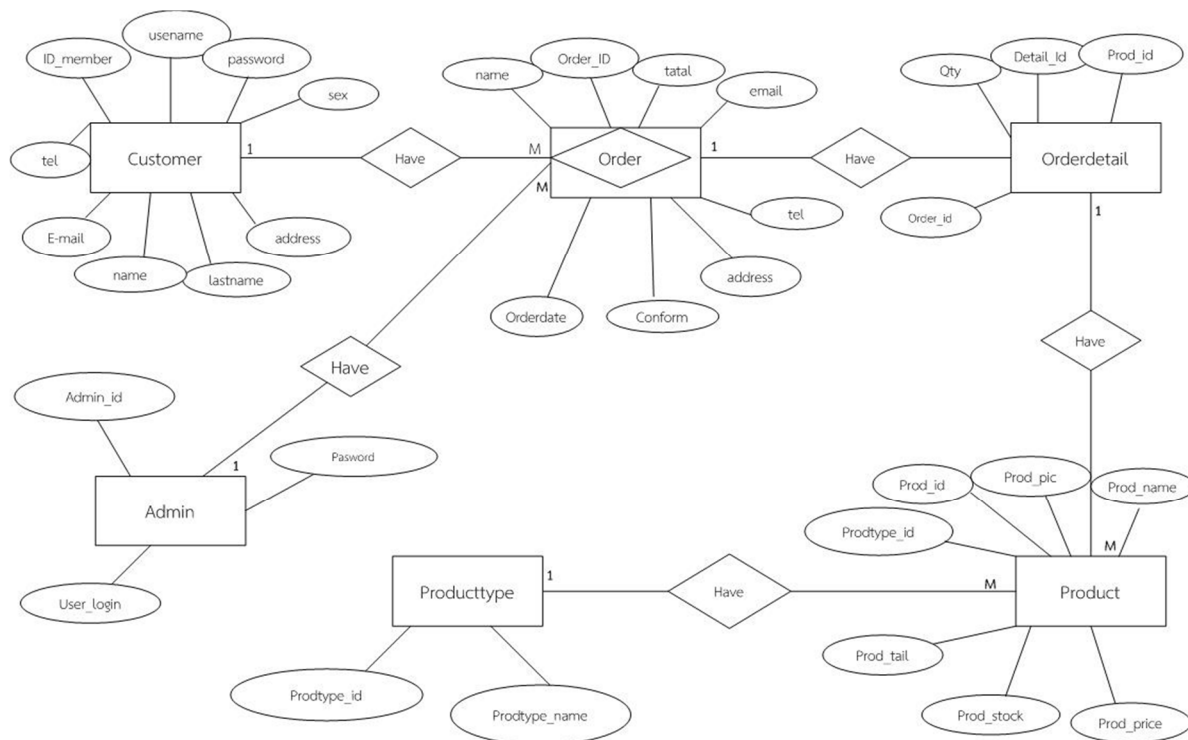 usename
ID_member
password
sex
tel
Customer
E-mail
name
lastname
address
1
Have
M
name
Order_ID
tatal
email
Order
M
1
tel
address
Orderdate
Conform
Have
Qty
Detail_Id
Prod_id
Orderdetail
Order_id
1
Have
Have
Admin_id
1
Pasword
Admin
User_login
Producttype
1
Prodtype_id
Prodtype_name
Have
M
Prod_id
Prod_pic
Prod_name
Prodtype_id
M
Product
Prod_tail
Prod_stock
Prod_price